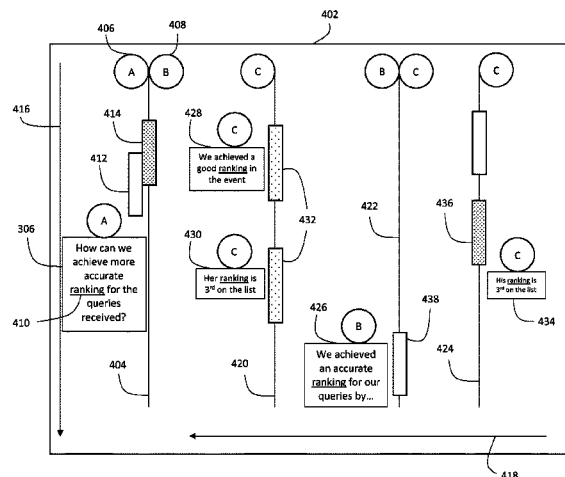 402
406
408
A
B
C
B
C
C
416
414
412
428
C
We achieved a
good ranking in
the event
432
422
436
306
A
How can we
achieve more
accurate
ranking for the
queries
received?
410
430
C
Her ranking is
3rd on the list
C
His ranking is
3rd on the list
434
426
B
438
We achieved
an accurate
ranking for our
queries by...
404
420
424
418